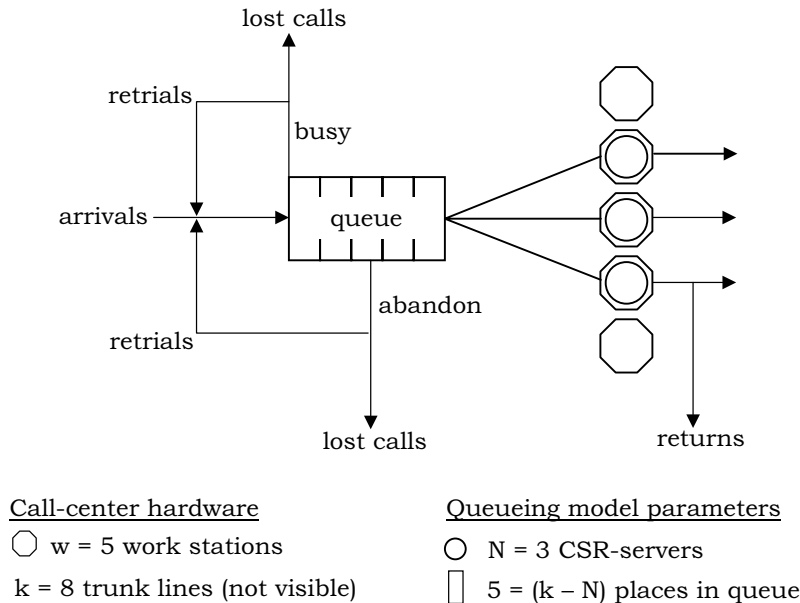 lost calls
retrials
busy
arrivals
queue
abandon
retrials
lost calls
returns
Call-center hardware
w = 5 work stations
k = 8 trunk lines (not visible)
Queueing model parameters
N = 3 CSR-servers
5 = (k – N) places in queue